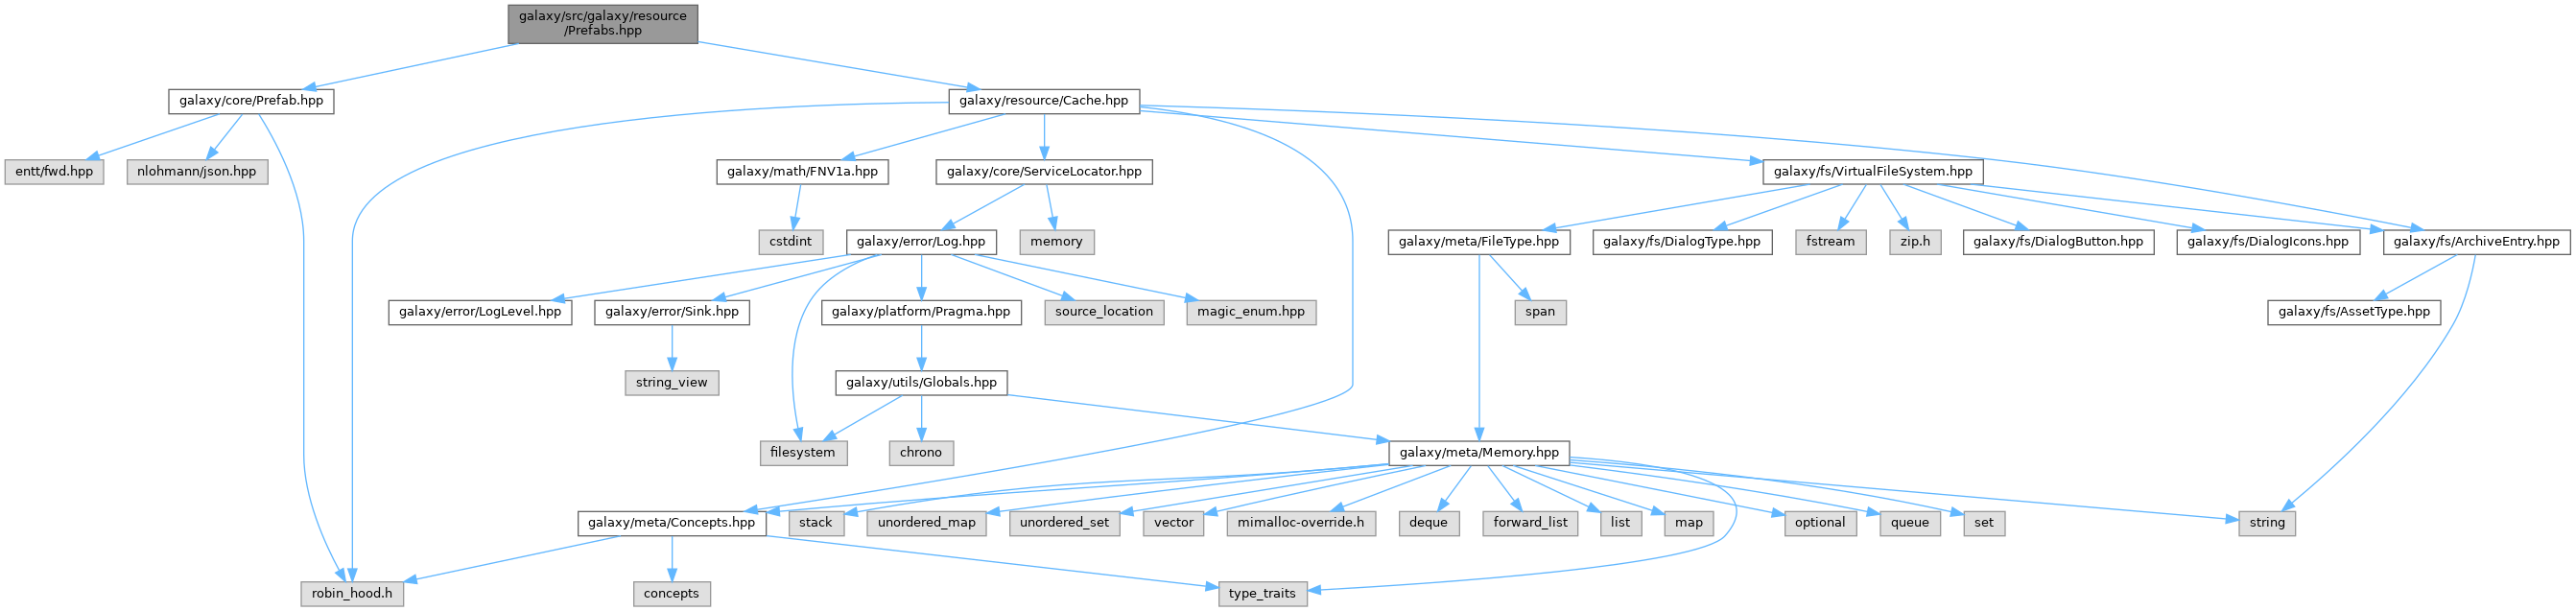 galaxy/src/galaxy/resource
/Prefabs.hpp
galaxy/core/Prefab.hpp
galaxy/resource/Cache.hpp
entt/fwd.hpp
nlohmann/json.hpp
galaxy/math/FNV1a.hpp
galaxy/core/ServiceLocator.hpp
galaxy/fs/VirtualFileSystem.hpp
cstdint
galaxy/error/Log.hpp
memory
galaxy/meta/FileType.hpp
galaxy/fs/DialogType.hpp
fstream
zip.h
galaxy/fs/DialogButton.hpp
galaxy/fs/DialogIcons.hpp
galaxy/fs/ArchiveEntry.hpp
galaxy/error/LogLevel.hpp
galaxy/error/Sink.hpp
galaxy/platform/Pragma.hpp
source_location
magic_enum.hpp
span
galaxy/fs/AssetType.hpp
string_view
galaxy/utils/Globals.hpp
filesystem
chrono
galaxy/meta/Memory.hpp
galaxy/meta/Concepts.hpp
stack
unordered_map
unordered_set
vector
mimalloc-override.h
deque
forward_list
list
map
optional
queue
set
string
robin_hood.h
concepts
type_traits